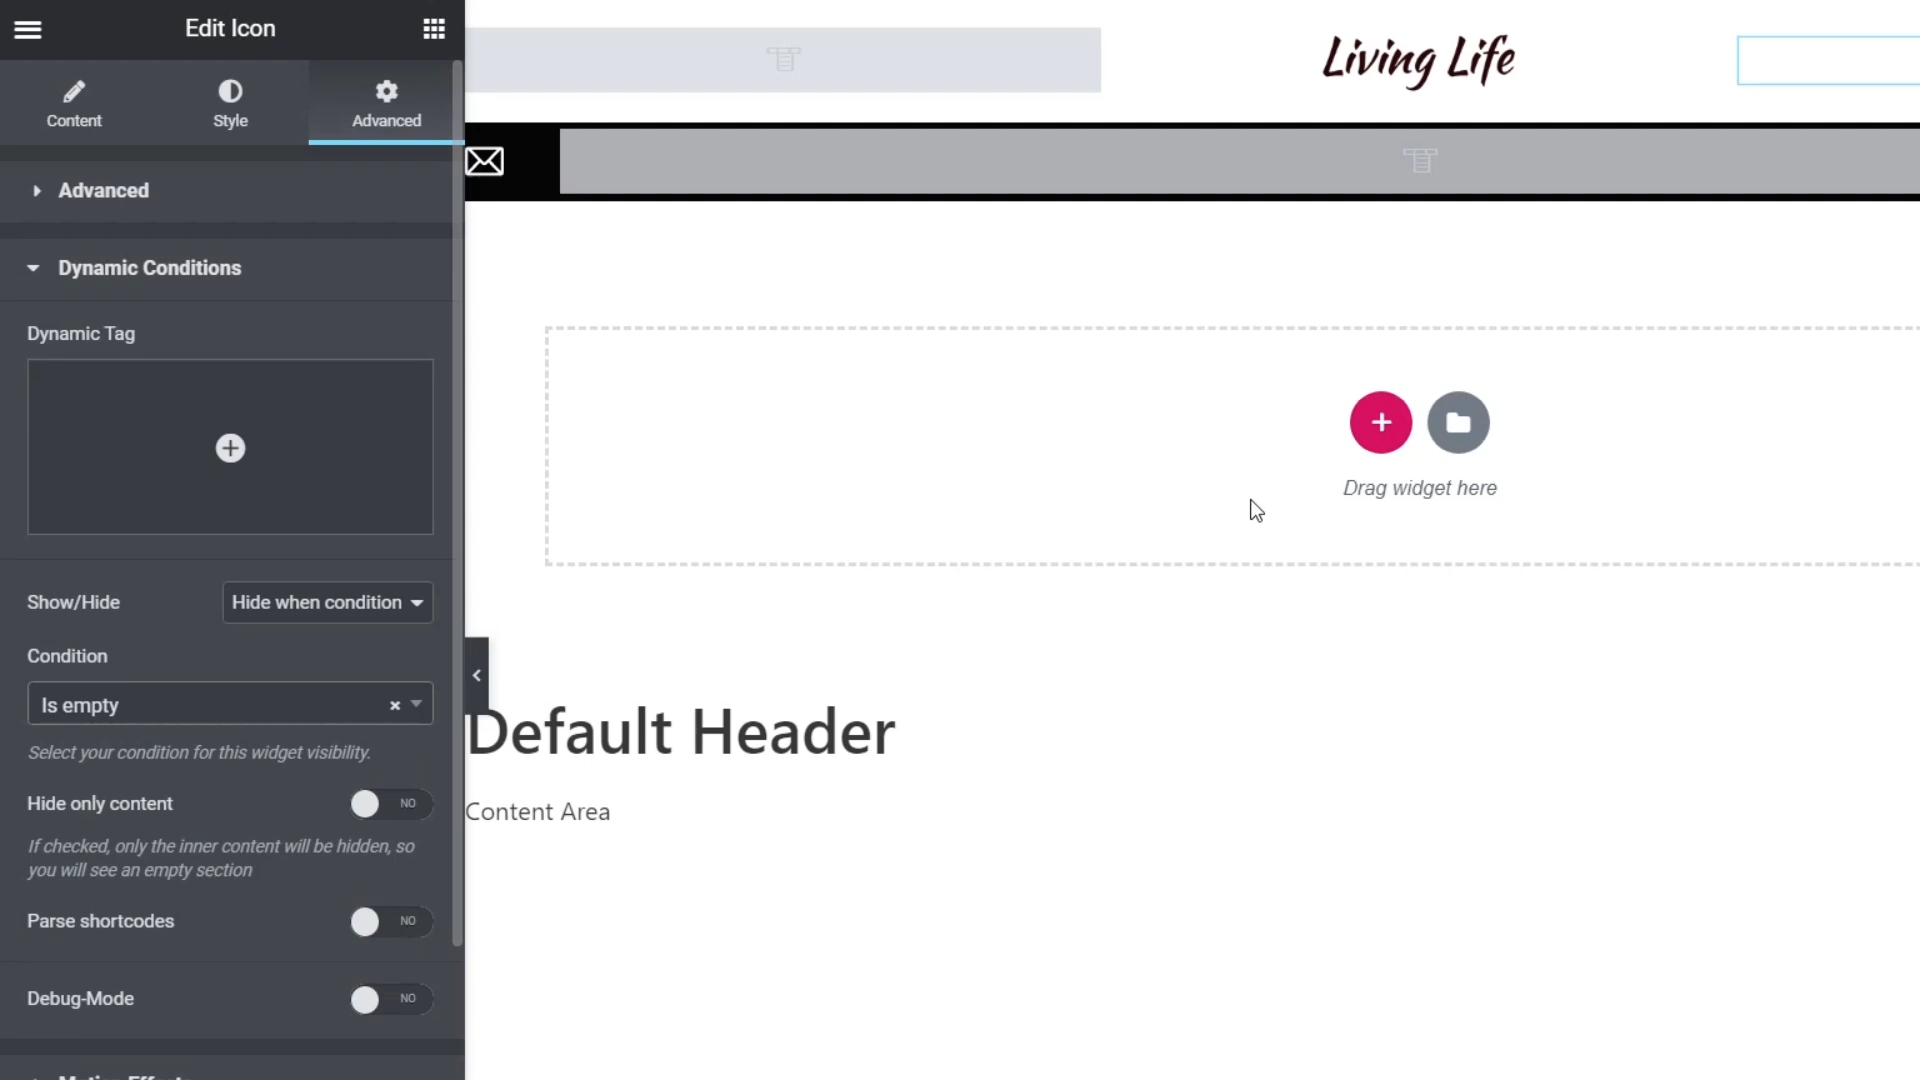 Edit Icon
Content
Style
Advanced
Advanced
Dynamic Conditions
Dynamic Tag
Show/Hide
Hide when condition
Condition
Is empty
Select your condition for this widget visibility.
Hide only content
NO
If checked, only the inner content will be hidden, so
you will see an empty section
Parse shortcodes
NO
Debug-Mode
NO
Motion Effects
Living Life
Drag widget here
Default Header
Content Area